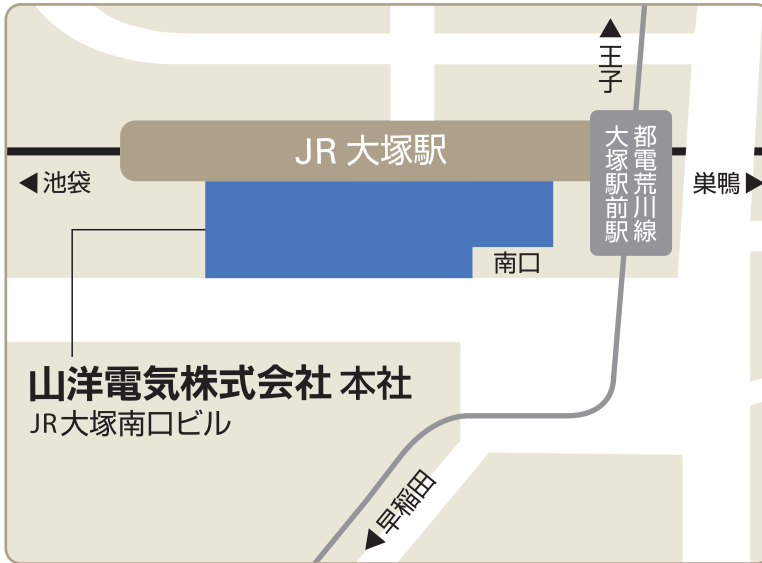 ▲王子
JR 大塚駅
都電荒川線
大塚駅前駅
◀池袋
巣鴨▶
南口
山洋電気株式会社 本社
JR大塚南口ビル
◀早稲田